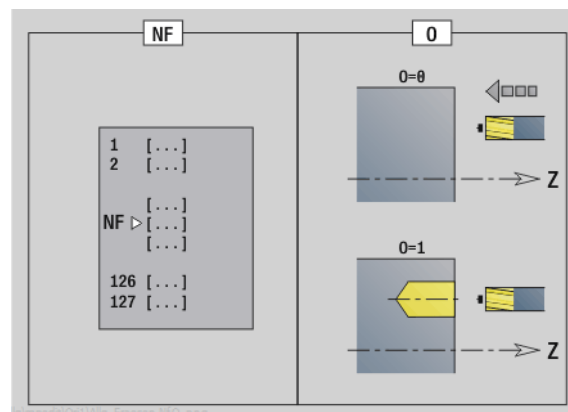 NF
1 [...]
2 [...]
[...]
NF [...]
[...]
126 [...]
127 [...]
O
O=0
Z
O=1
Z